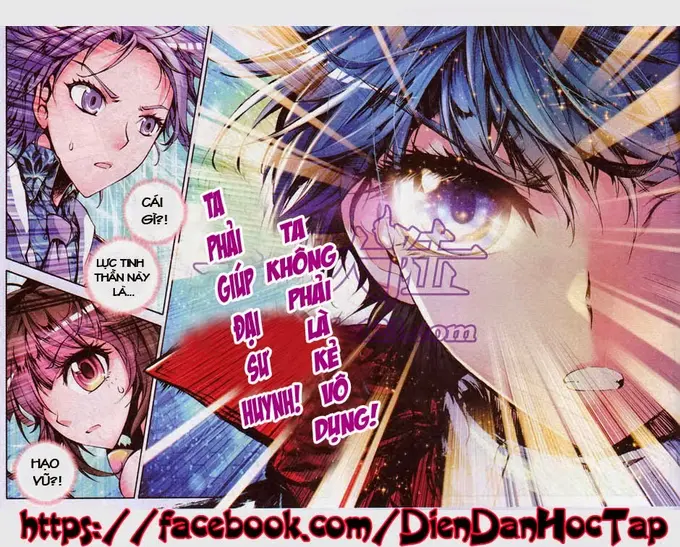 CÁI
GÌ?!
LỰC TINH
THẦN NÀY
LÀ...
HẠO
VŨ?!
TA
KHÔNG
PHẢI
LÀ
KẺ
VÔ
DỤNG!
TA
PHẢI
GIÚP
ĐẠI
SƯ
HUYNH!
https://facebook.com/DienDanHocTap